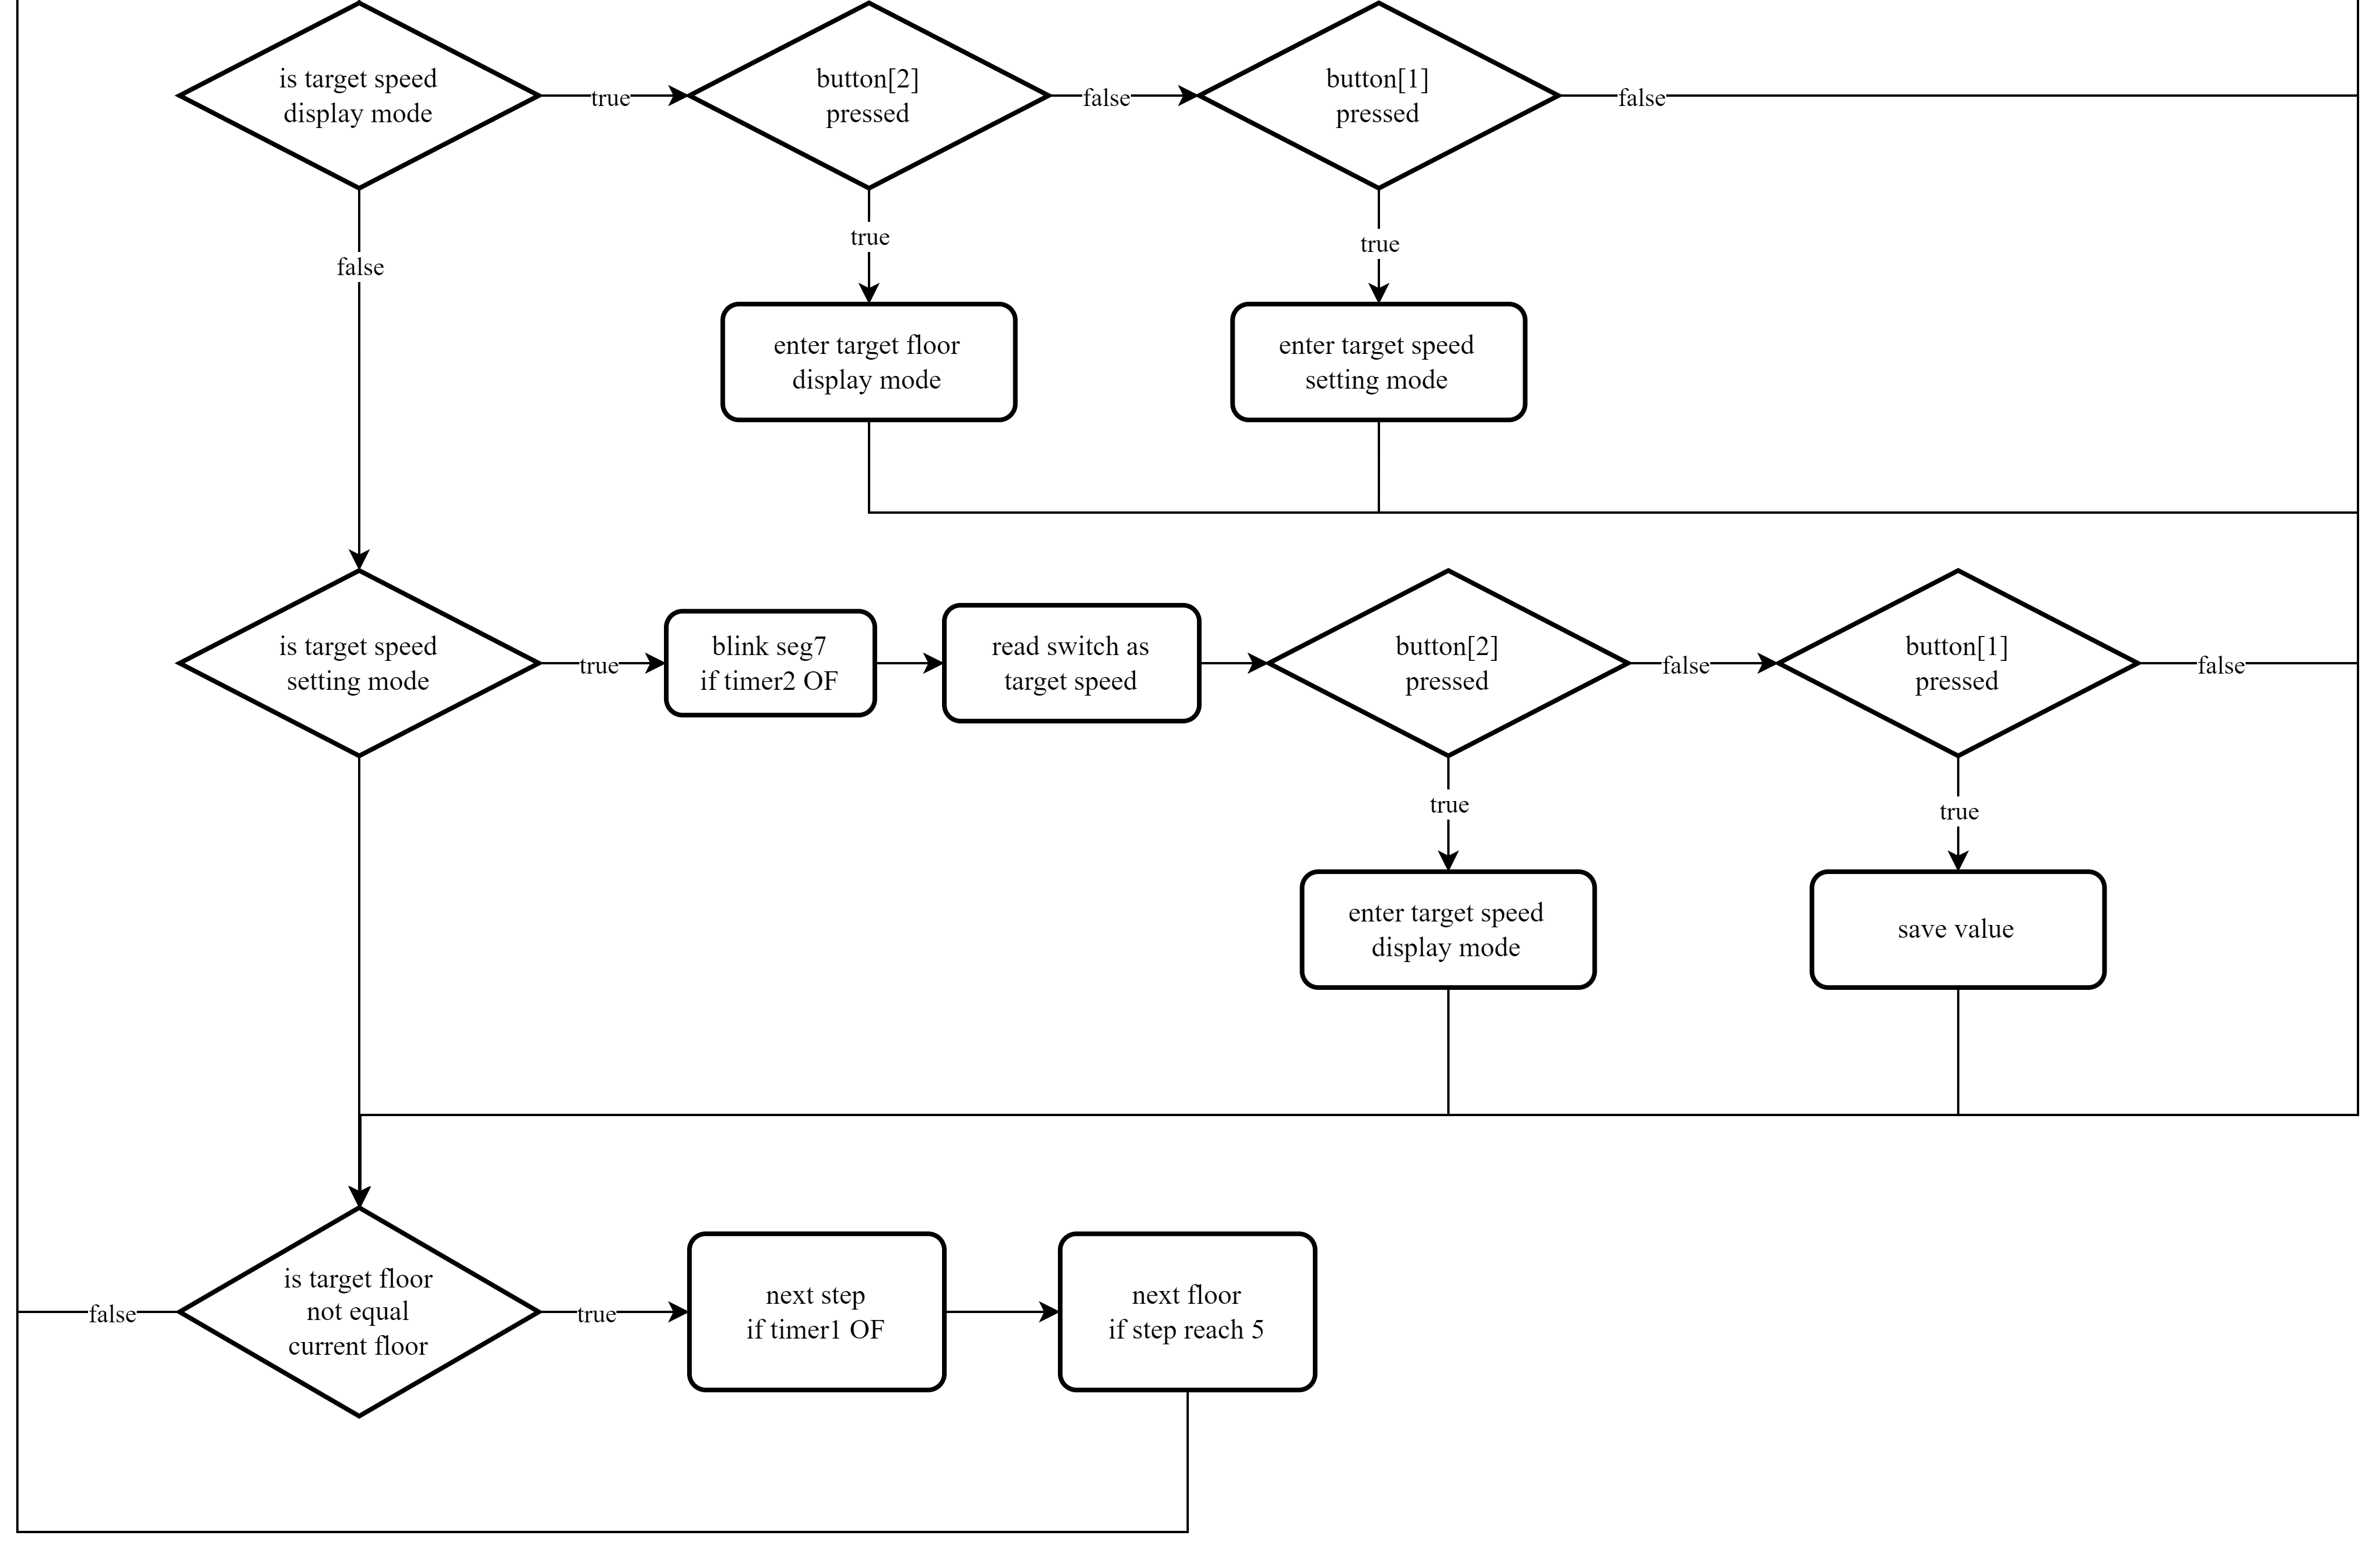 is target speed
display mode
true
button[2]
pressed
false
button[1]
pressed
false
true
true
false
enter target floor
display mode
enter target speed
setting mode
is target speed
setting mode
true
blink seg7
if timer2 OF
read switch as
target speed
button[2]
pressed
false
button[1]
pressed
false
true
true
enter target speed
display mode
save value
false
is target floor
not equal
current floor
true
next step
if timer1 OF
next floor
if step reach 5